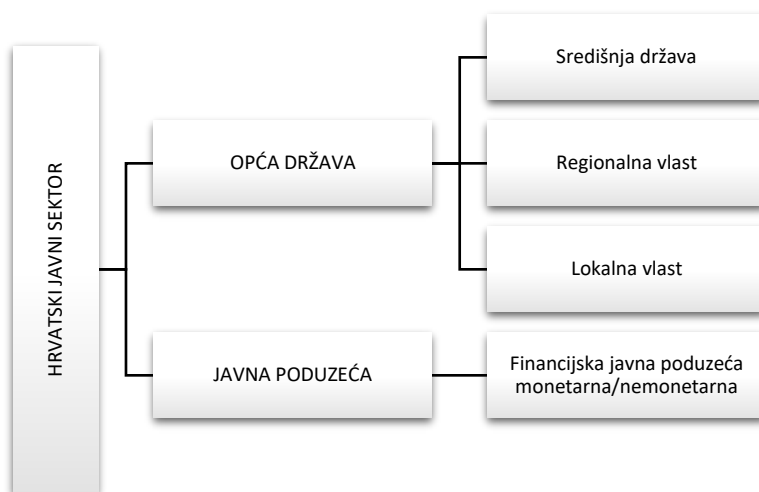 HRVATSKI JAVNI SEKTOR
OPĆA DRŽAVA
Središnja država
Regionalna vlast
Lokalna vlast
JAVNA PODUZEĆA
Financijska javna poduzeća
monetarna/nemonetarna